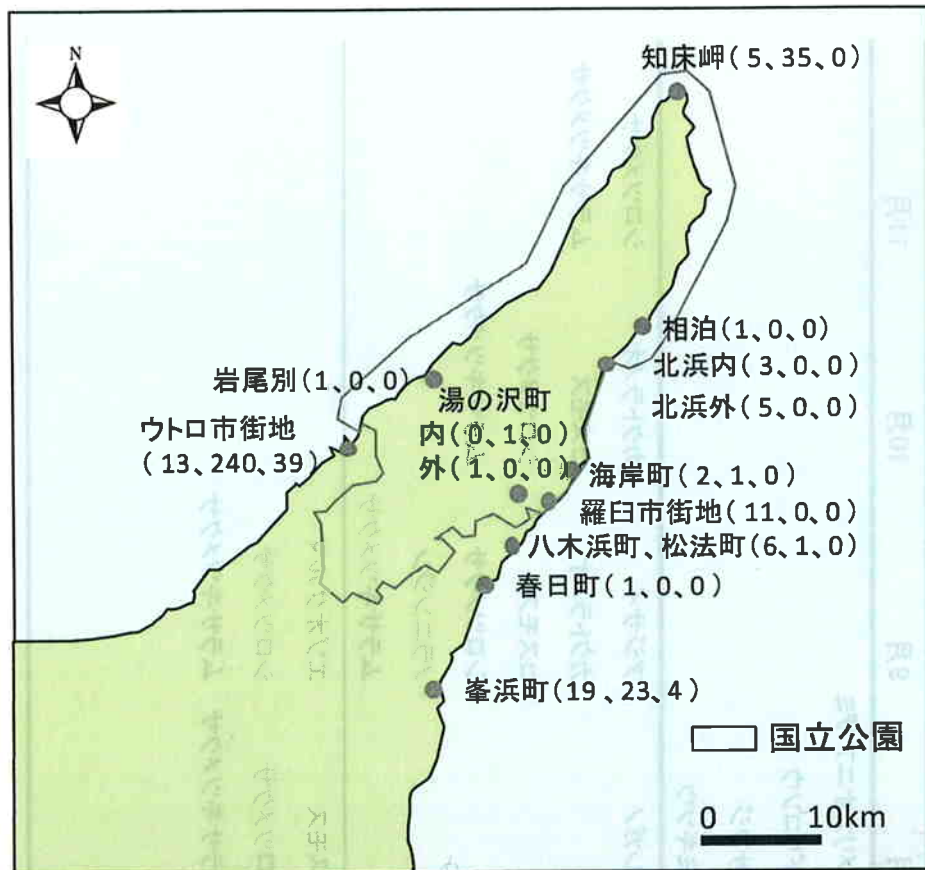 N
知床岬(5、35、0)
相泊(1、0、0)
北浜内(3、0、0)
北浜外(5、0、0)
岩尾別(1、0、0)
湯の沢町
内(0、1、0)
外(1、0、0)
ウトロ市街地
(13、240、39)
海岸町(2、1、0)
羅臼市街地(11、0、0)
八木浜町、松法町(6、1、0)
春日町(1、0、0)
峯浜町(19、23、4)
国立公園
0 10km